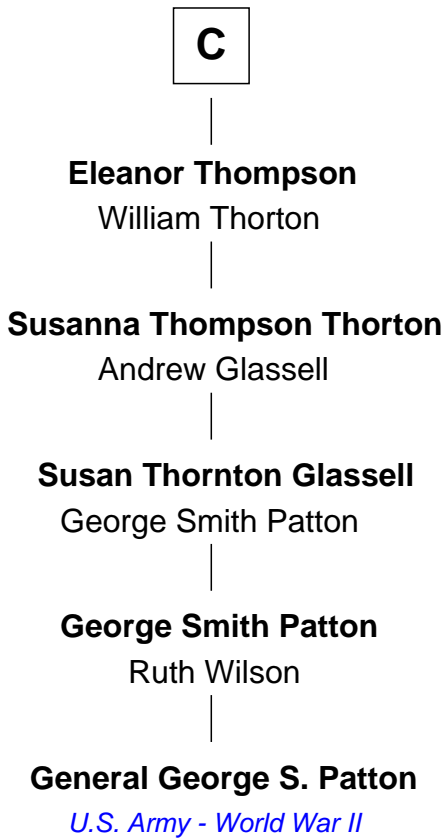 C
Eleanor Thompson
William Thorton
Susanna Thompson Thorton
Andrew Glassell
Susan Thornton Glassell
George Smith Patton
George Smith Patton
Ruth Wilson
General George S. Patton
U.S. Army - World War II